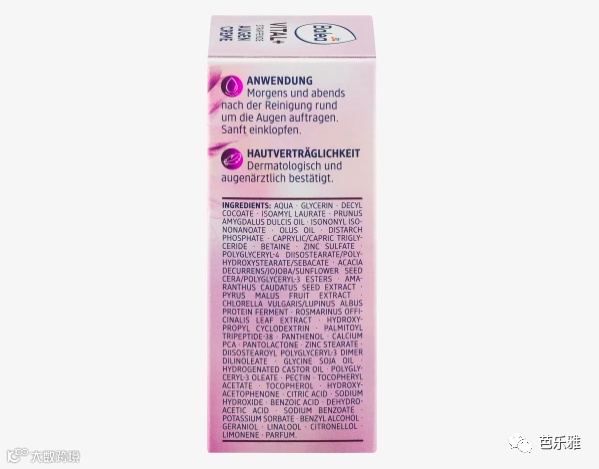 Balea
VITAL+
STRAFFENDE
AUGEN
CREME
ANWENDUNG
Morgens und abends
nach der Reinigung rund
um die Augen auftragen.
Sanft einklopfen.
HAUTVERTRÄGLICHKEIT
Dermatologisch und
augenärztlich bestätigt.
INGREDIENTS: AQUA · GLYCERIN · DECYL
COCOATE · ISOAMYL LAURATE · PRUNUS
AMYGDALUS DULCIS OIL · ISONONYL ISO-
NONANOATE · OLUS OIL · DISTARCH
PHOSPHATE · CAPRYLIC/CAPRIC TRIGLY-
CERIDE · BETAINE · ZINC SULFATE ·
POLYGLYCERYL-4 DIISOSTEARATE/POLY-
HYDROXYSTEARATE/SEBACATE · ACACIA
DECURRENS/JOJOBA/SUNFLOWER SEED
CERA/POLYGLYCERYL-3 ESTERS · AMA-
RANTHUS CAUDATUS SEED EXTRACT ·
PYRUS MALUS FRUIT EXTRACT ·
CHLORELLA VULGARIS/LUPINUS ALBUS
PROTEIN FERMENT · ROSMARINUS OFFI-
CINALIS LEAF EXTRACT · HYDROXY-
PROPYL CYCLODEXTRIN · PALMITOYL
TRIPEPTIDE-38 · PANTHENOL · CALCIUM
PCA · PANTOLACTONE · ZINC STEARATE ·
DIISOSTEAROYL POLYGLYCERYL-3 DIMER
DILINOLEATE · GLYCINE SOJA OIL ·
HYDROGENATED CASTOR OIL · POLYGLY-
CERYL-3 OLEATE · PECTIN · TOCOPHERYL
ACETATE · TOCOPHEROL · HYDROXY-
ACETOPHENONE · CITRIC ACID · SODIUM
HYDROXIDE · BENZOIC ACID · DEHYDRO-
ACETIC ACID · SODIUM BENZOATE ·
POTASSIUM SORBATE · BENZYL ALCOHOL ·
GERANIOL · LINALOOL · CITRONELLOL ·
LIMONENE · PARFUM.
大数跨境
芭乐雅